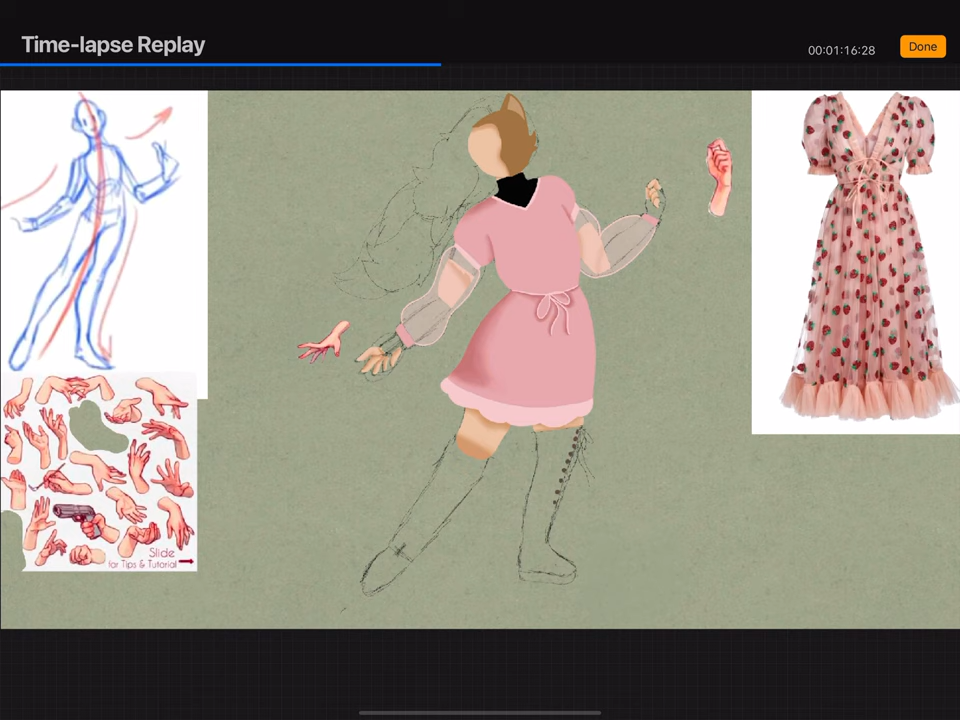 Time-lapse Replay
00:01:16:28
Done
Slide
for Tips & Tutorial